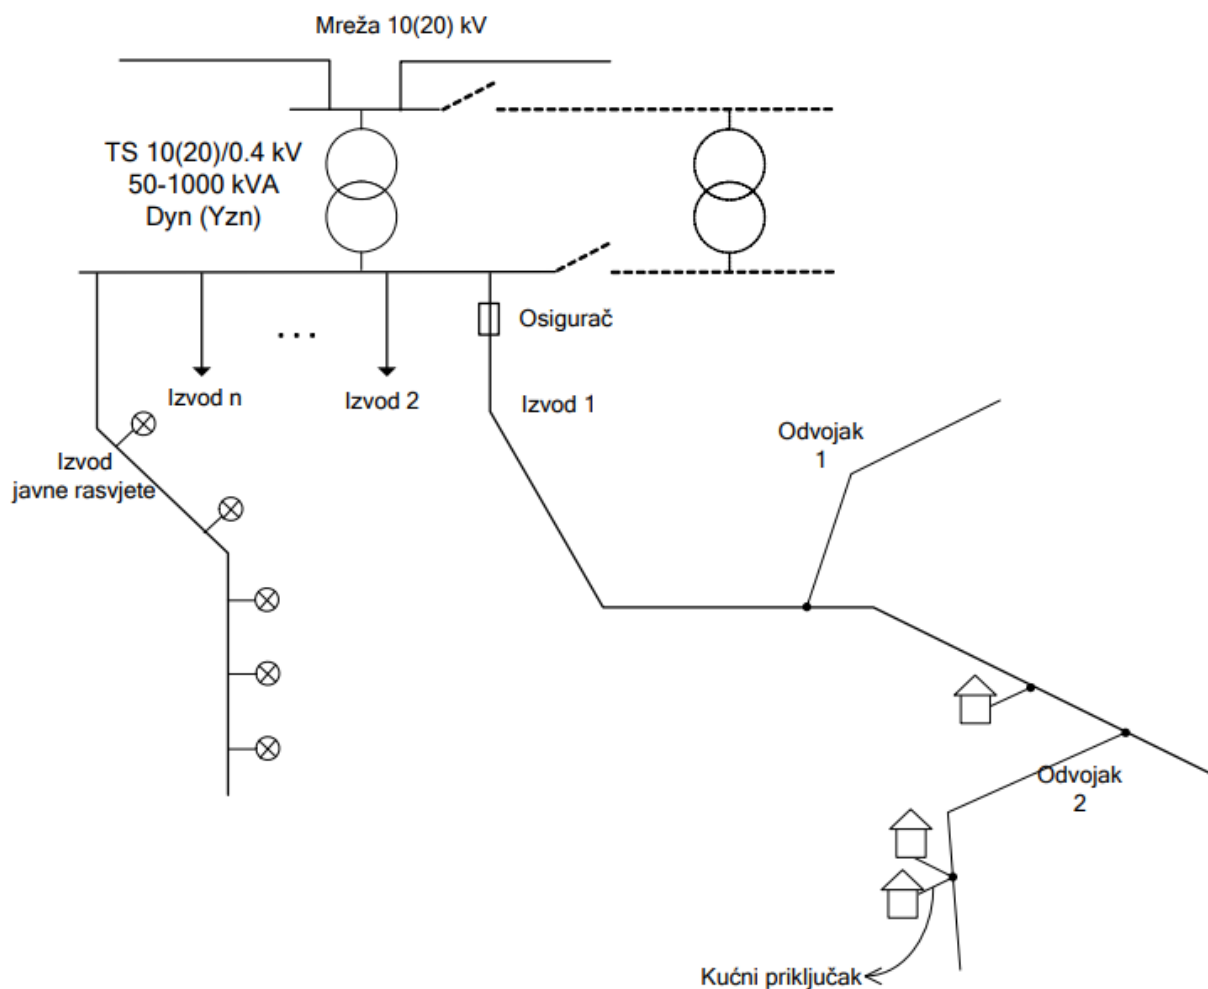 Mreža 10(20) kV
TS 10(20)/0.4 kV
50-1000 kVA
Dyn (Yzn)
Osigurač
...
Izvod n
Izvod 2
Izvod 1
Izvod
javne rasvjete
Odvojak
1
Odvojak
2
Kućni priključak